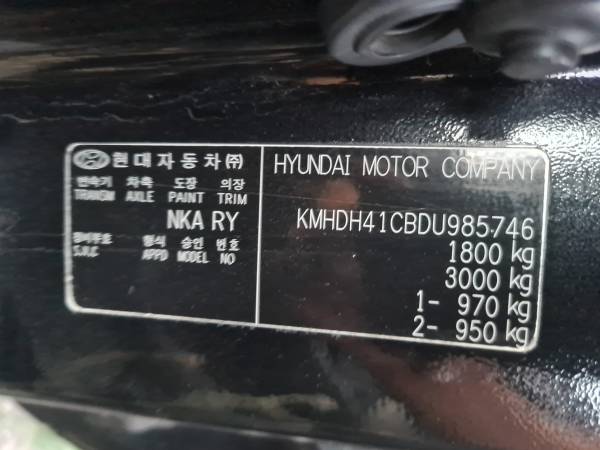 현대자동차(주)
변속기 차축 도장 의장
TRANSM AXLE PAINT TRIM
NKA RY
형식 승인 번호
S.R.C APPD MODEL NO
HYUNDAI MOTOR COMPANY
KMHDH41CBDU985746
1800 kg
3000 kg
1- 970 kg
2- 950 kg